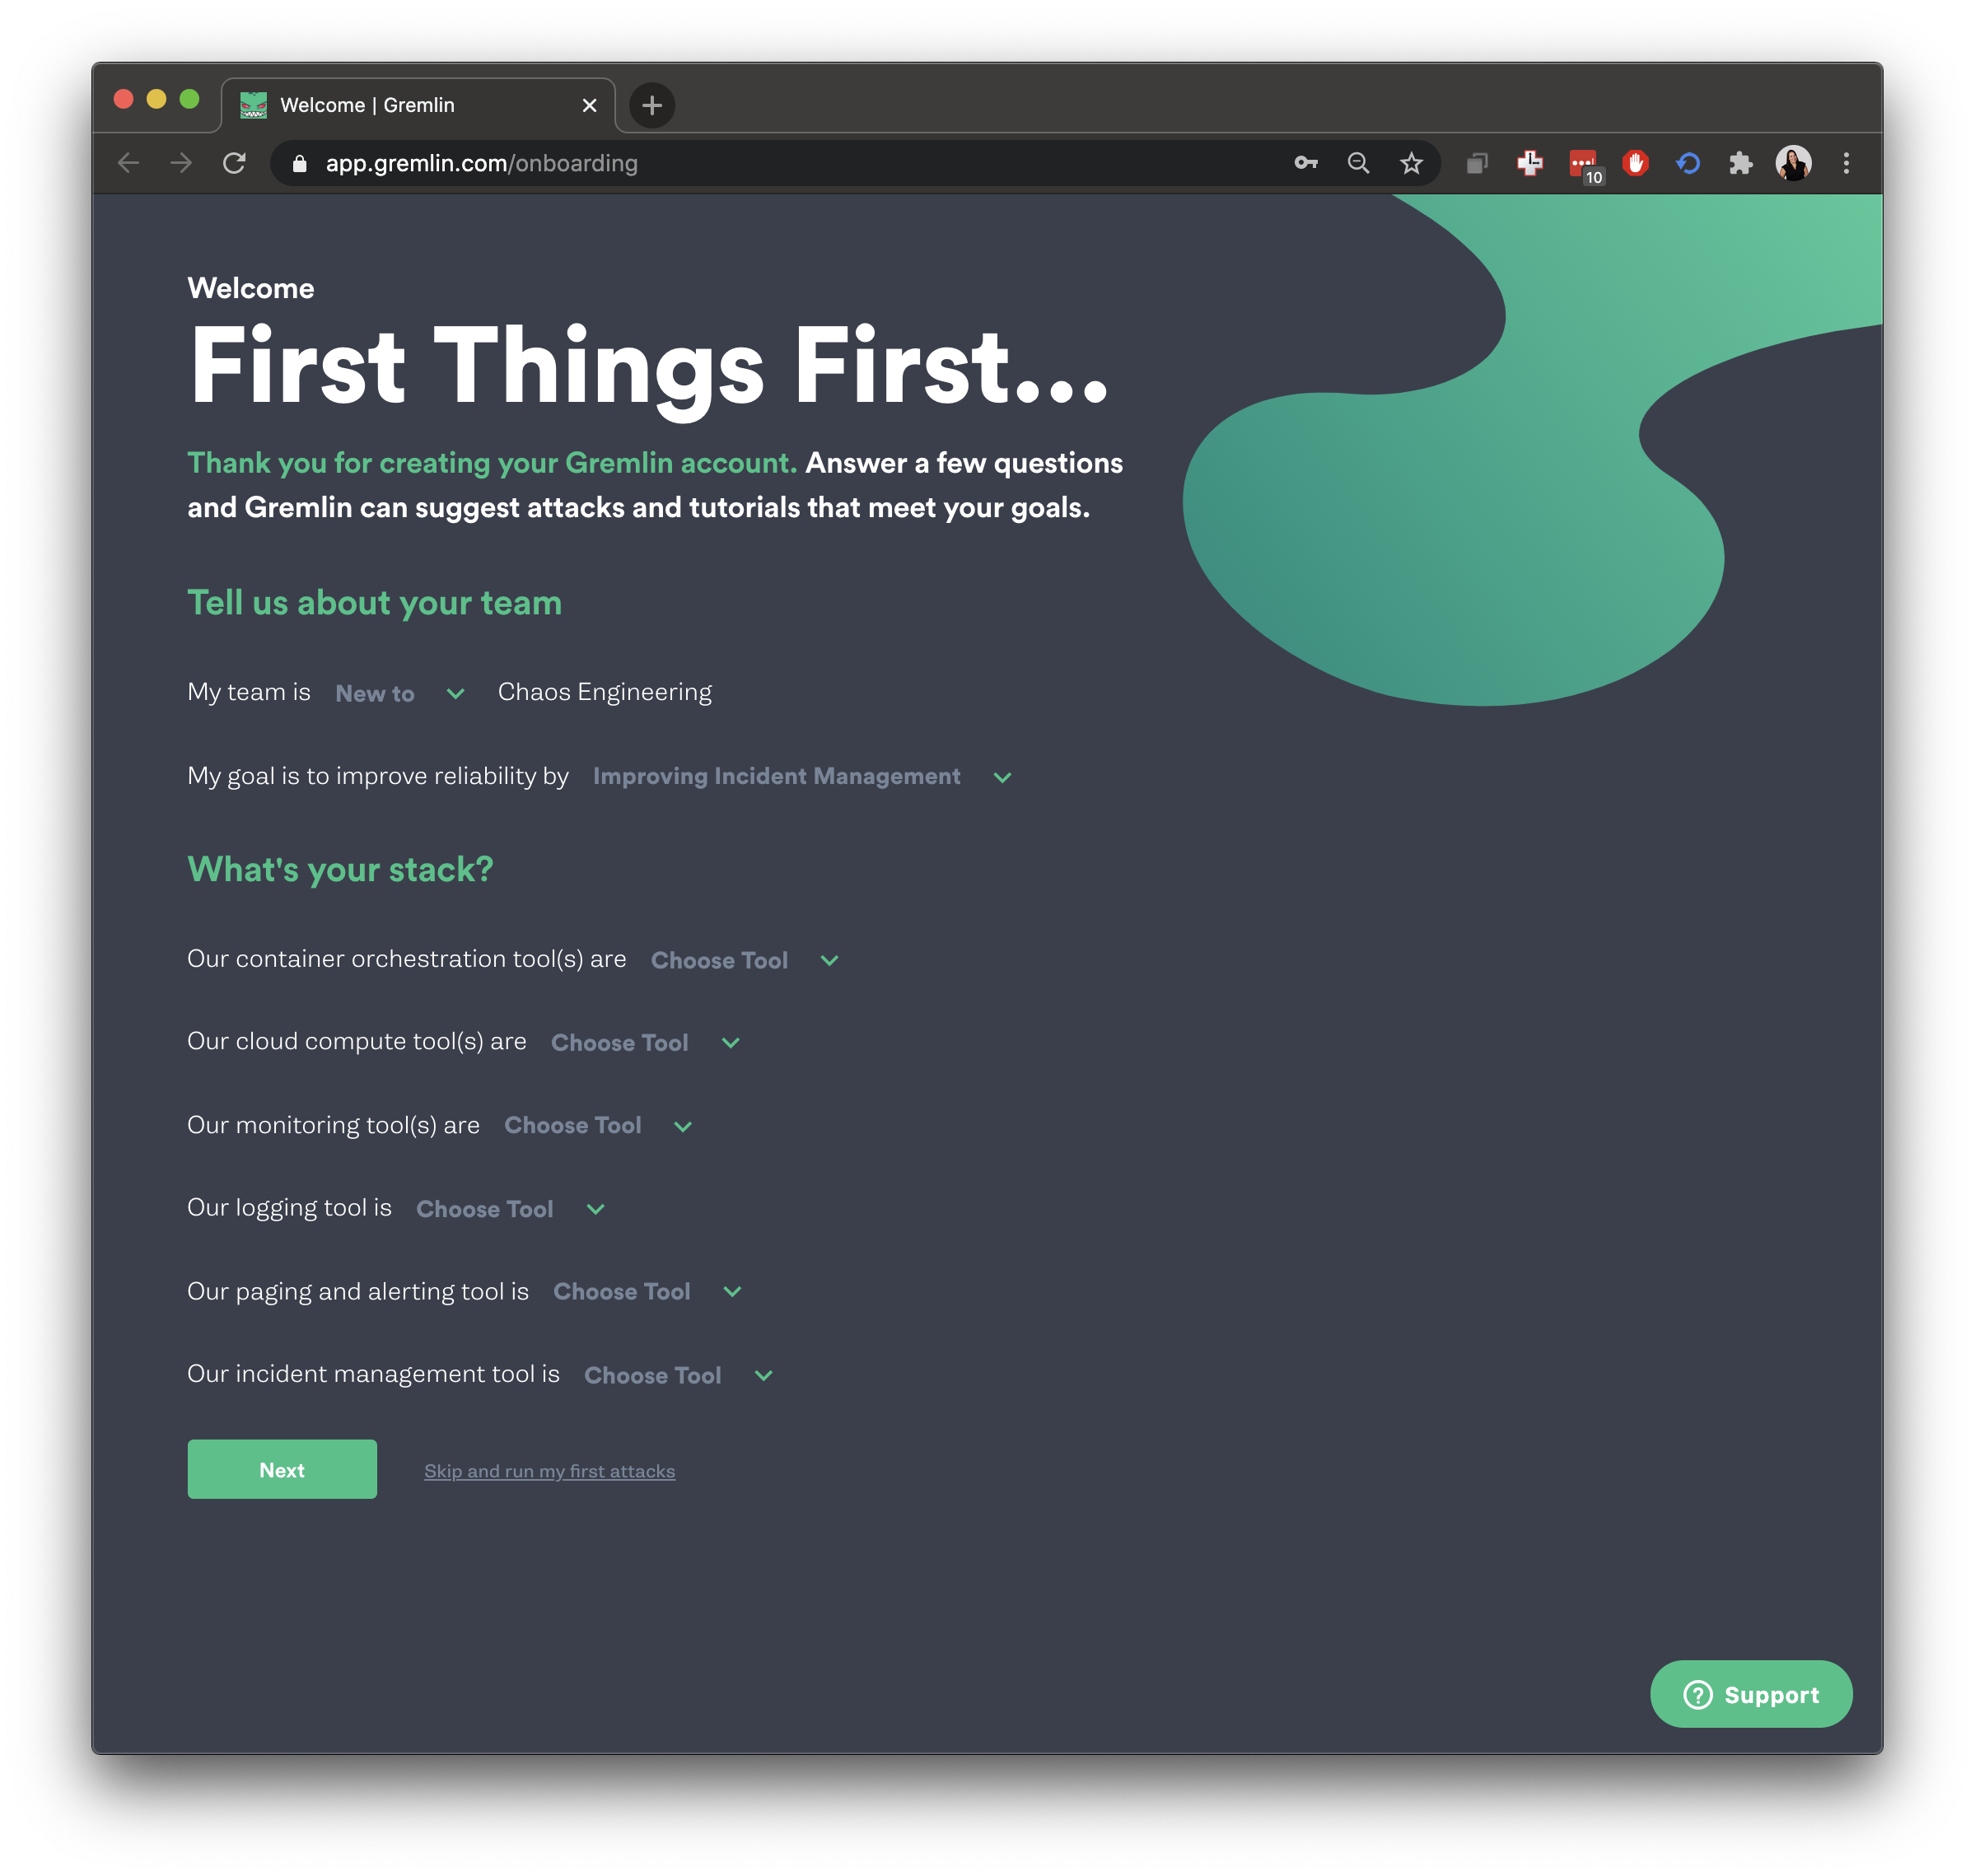 Welcome | Gremlin
app.gremlin.com/onboarding
10
Welcome
First Things First...
Thank you for creating your Gremlin account. Answer a few questions
and Gremlin can suggest attacks and tutorials that meet your goals.
Tell us about your team
My team is New to Chaos Engineering
My goal is to improve reliability by Improving Incident Management
What's your stack?
Our container orchestration tool(s) are Choose Tool
Our cloud compute tool(s) are Choose Tool
Our monitoring tool(s) are Choose Tool
Our logging tool is Choose Tool
Our paging and alerting tool is Choose Tool
Our incident management tool is Choose Tool
Next Skip and run my first attacks
Support